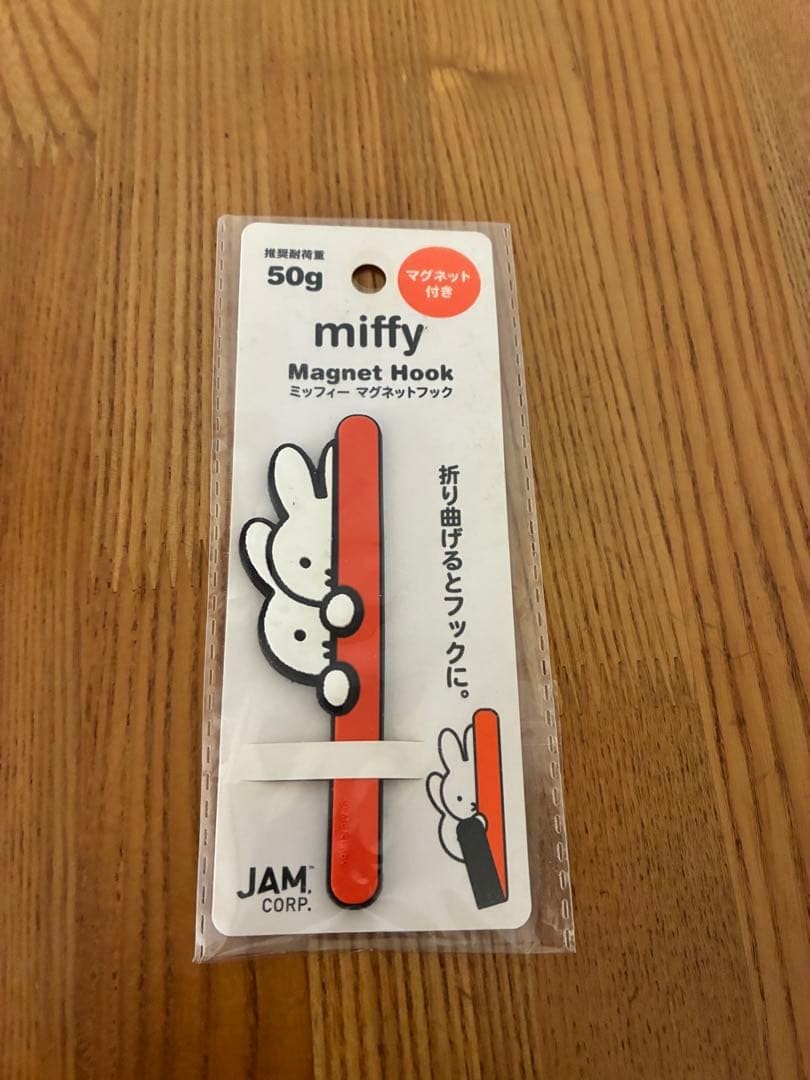 推奨耐荷重
50g
マグネット
付き
miffy
Magnet Hook
ミッフィー マグネットフック
折り曲げるとフックに。
JAM.™
CORP.